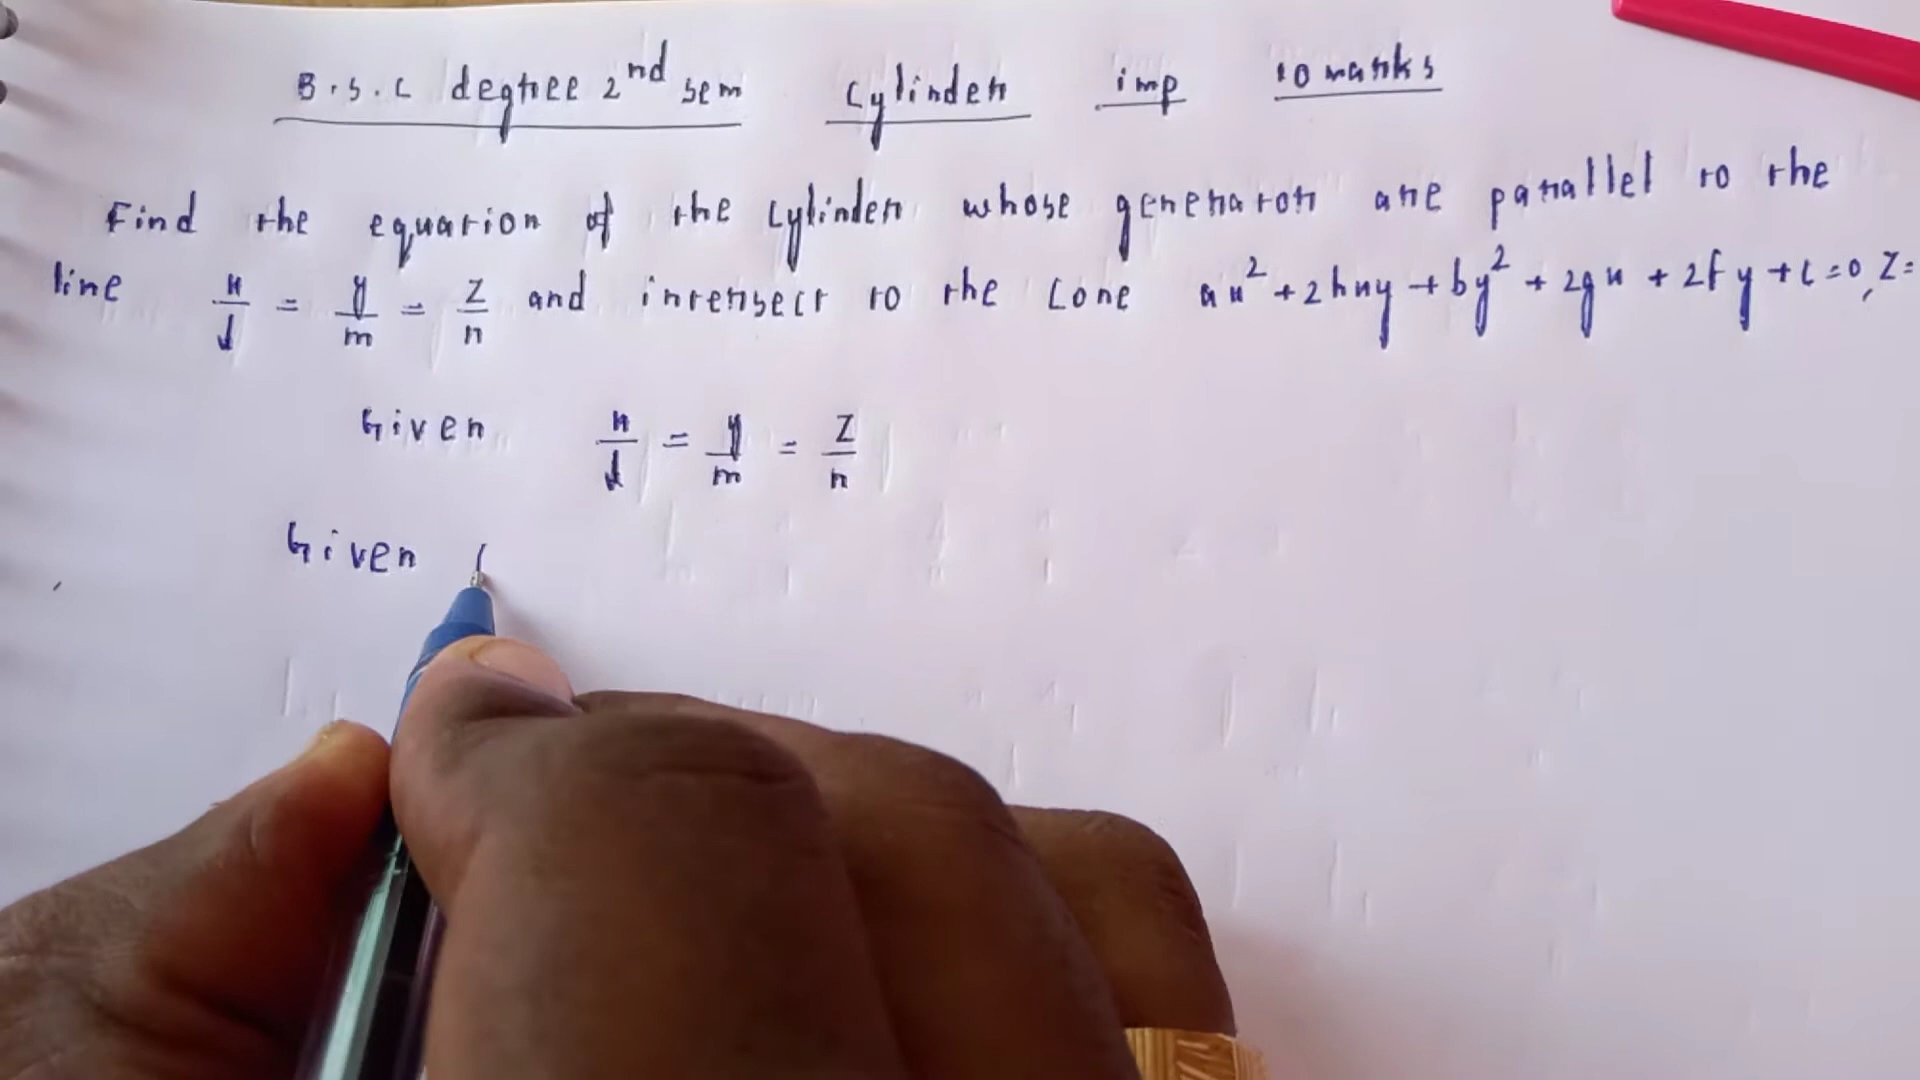 B.S.C degree 2nd sem Cylinder imp 10 marks
Find the equation of the cylinder whose generators are parallel to the
line x/l = y/m = z/n and intersect to the cone ax² + 2hxy + by² + 2gx + 2fy + c = 0, Z =
Given x/l = y/m = z/n
Given (